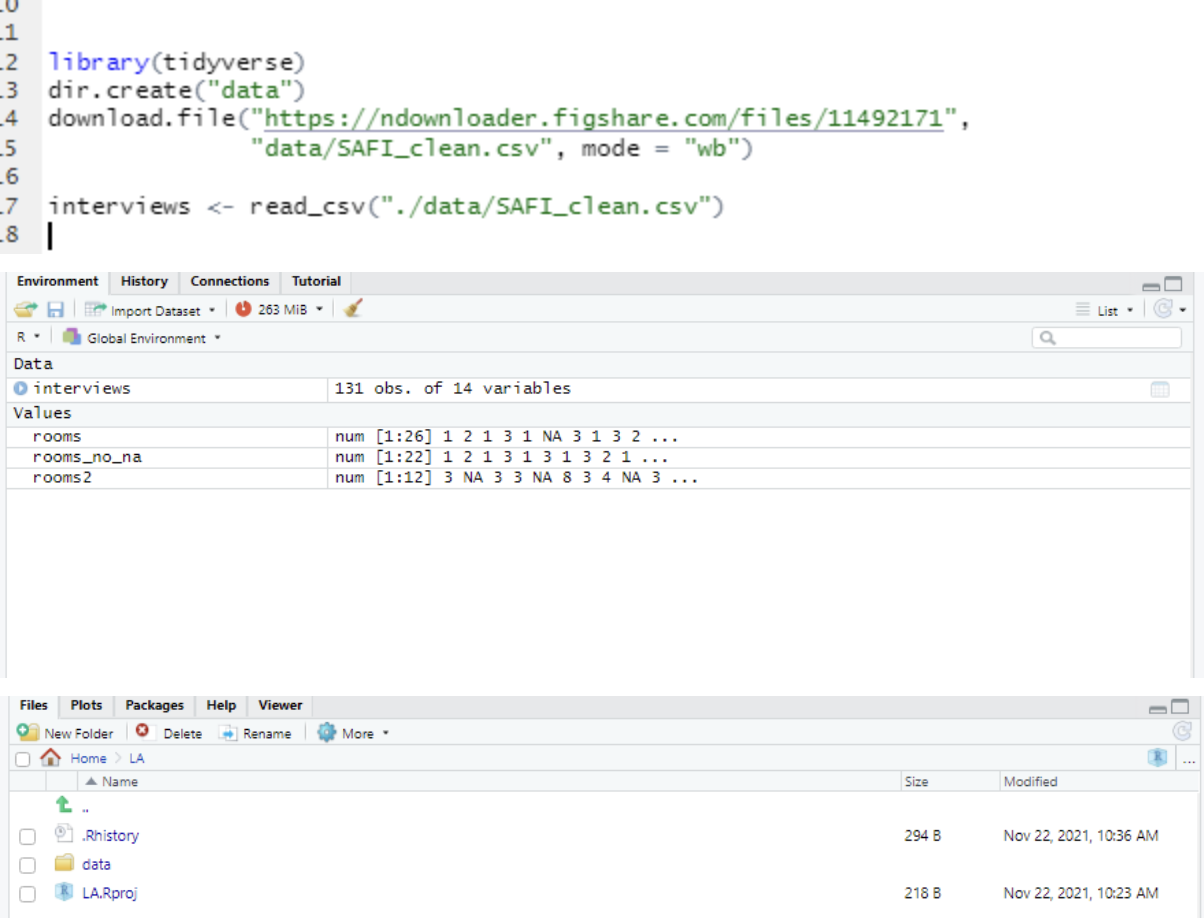 10
11
12 library(tidyverse)
13 dir.create("data")
14 download.file("https://ndownloader.figshare.com/files/11492171",
15 "data/SAFI_clean.csv", mode = "wb")
16
17 interviews <- read_csv("./data/SAFI_clean.csv")
18
Environment History Connections Tutorial
Import Dataset 263 MiB List
R Global Environment
Data
interviews 131 obs. of 14 variables
Values
rooms num [1:26] 1 2 1 3 1 NA 3 1 3 2 ...
rooms_no_na num [1:22] 1 2 1 3 1 3 1 3 2 1 ...
rooms2 num [1:12] 3 NA 3 3 NA 8 3 4 NA 3 ...
Files Plots Packages Help Viewer
New Folder Delete Rename More
Home LA R ...
Name Size Modified
..
.Rhistory 294 B Nov 22, 2021, 10:36 AM
data
LA.Rproj 218 B Nov 22, 2021, 10:23 AM